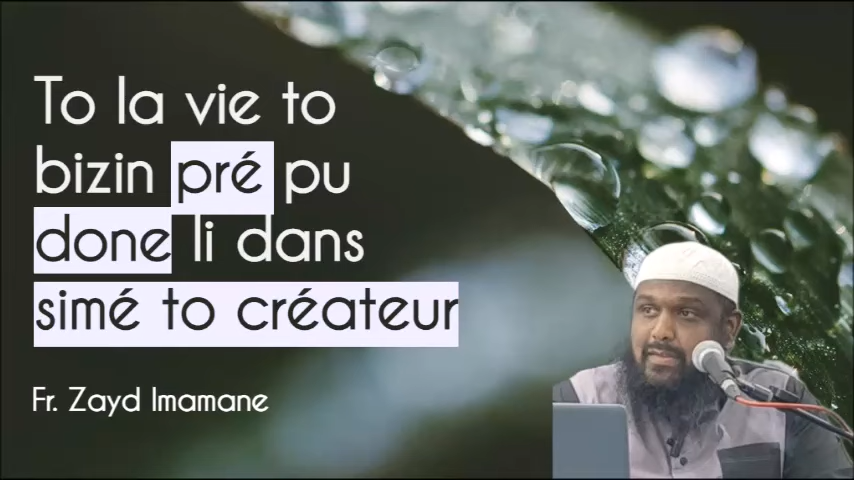 To la vie to
bizin pré pu
done li dans
simé to créateur
Fr. Zayd Imamane